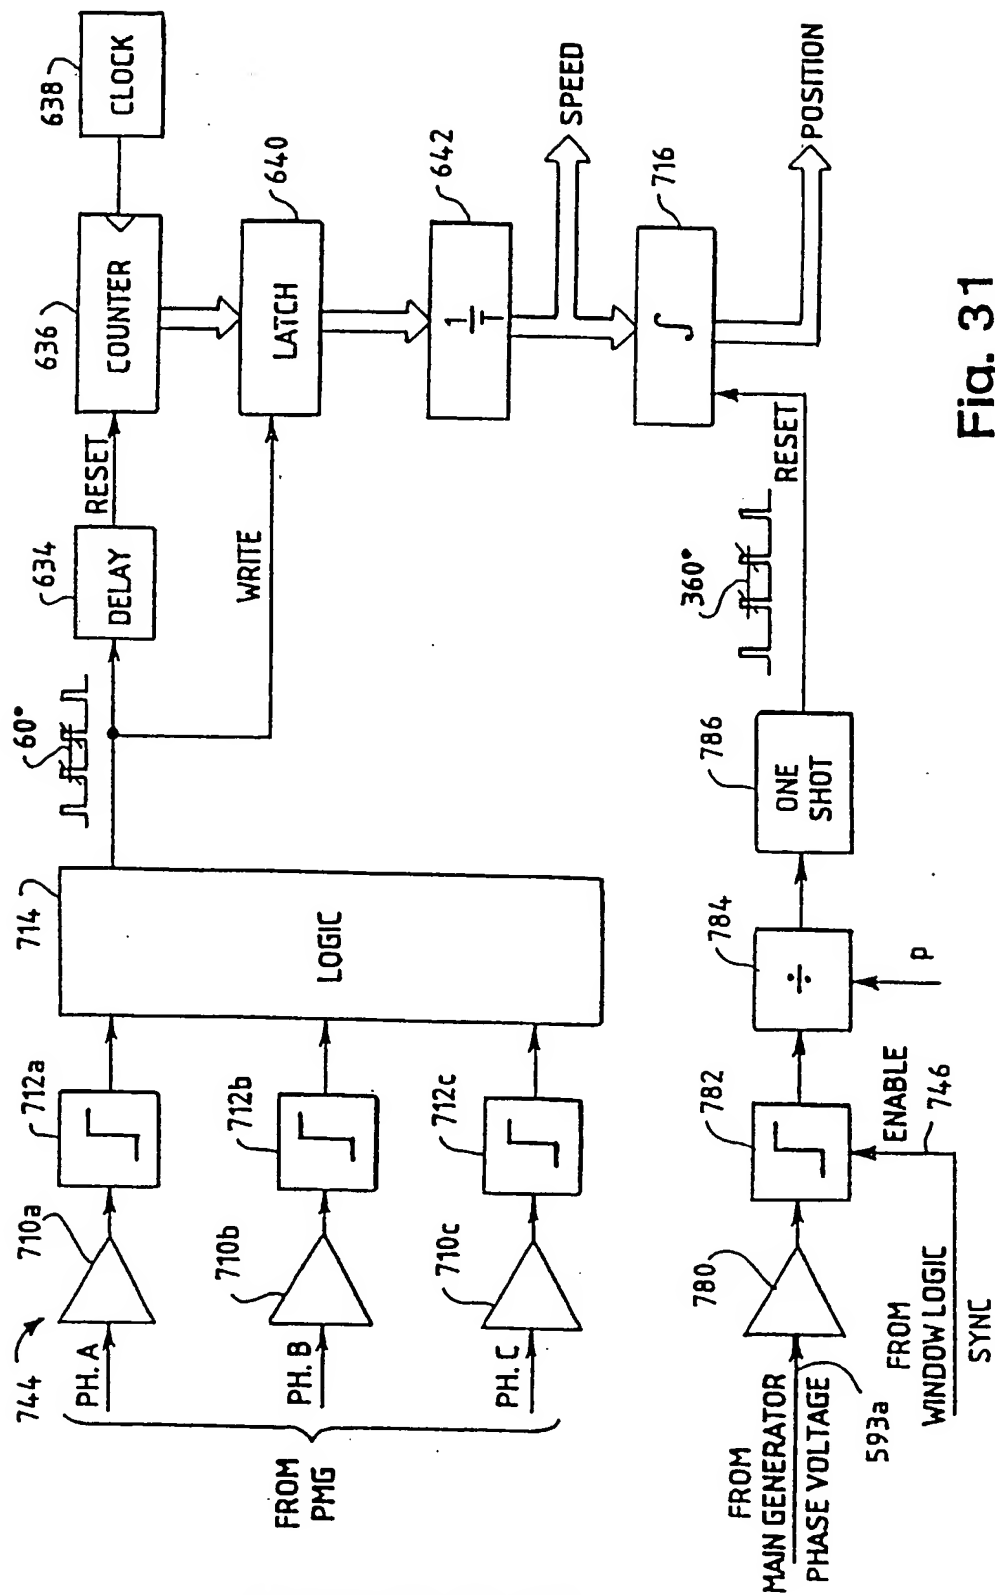 744
710a
712a
714
60°
634
636
638
PH. A
LOGIC
DELAY
RESET
COUNTER
CLOCK
WRITE
LATCH
640
710b
712b
PH. B
1
T
642
SPEED
710c
712c
PH. C
∫
716
POSITION
RESET
360°
FROM
PMG
780
782
784
786
÷
ONE
SHOT
FROM
MAIN GENERATOR
PHASE VOLTAGE
593a
ENABLE
746
P
FROM
WINDOW LOGIC
SYNC
Fig. 31